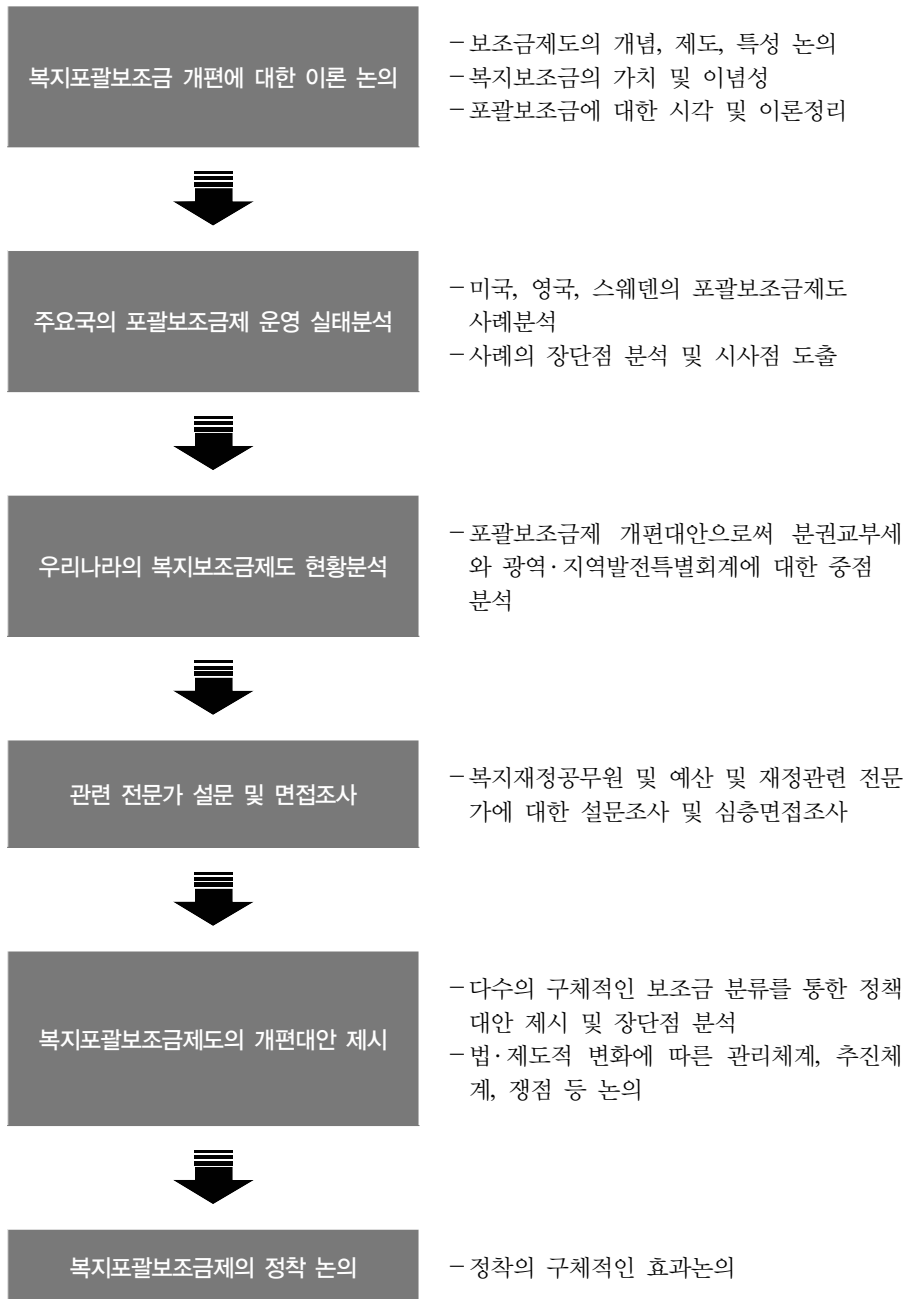 복지포괄보조금 개편에 대한 이론 논의
- 보조금제도의 개념, 제도, 특성 논의
- 복지보조금의 가치 및 이념성
- 포괄보조금에 대한 시각 및 이론정리
주요국의 포괄보조금제 운영 실태분석
- 미국, 영국, 스웨덴의 포괄보조금제도
사례분석
- 사례의 장단점 분석 및 시사점 도출
우리나라의 복지보조금제도 현황분석
- 포괄보조금제 개편대안으로써 분권교부세
와 광역·지역발전특별회계에 대한 중점
분석
관련 전문가 설문 및 면접조사
- 복지재정공무원 및 예산 및 재정관련 전문
가에 대한 설문조사 및 심층면접조사
복지포괄보조금제도의 개편대안 제시
- 다수의 구체적인 보조금 분류를 통한 정책
대안 제시 및 장단점 분석
- 법·제도적 변화에 따른 관리체계, 추진체
계, 쟁점 등 논의
복지포괄보조금제의 정착 논의
- 정착의 구체적인 효과논의